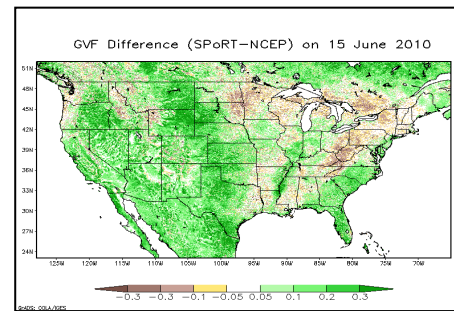 GVF Difference (SPoRT-NCEP) on 15 June 2010
51N
48N
45N
42N
39N
36N
33N
30N
27N
24N
125W 120W 115W 110W 105W 100W 95W 90W 85W 80W 75W 70W
-0.3 -0.3 -0.1 -0.05 0.05 0.1 0.2 0.3
GrADS: COLA/IGES